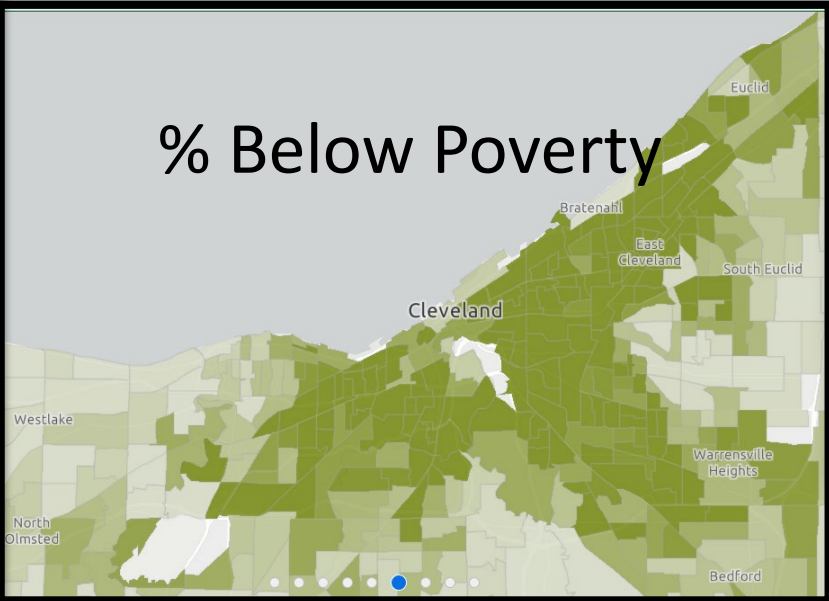 Euclid
% Below Poverty
Bratenahl
East
Cleveland
South Euclid
Cleveland
Westlake
Warrensville
Heights
North
Olmsted
Bedford